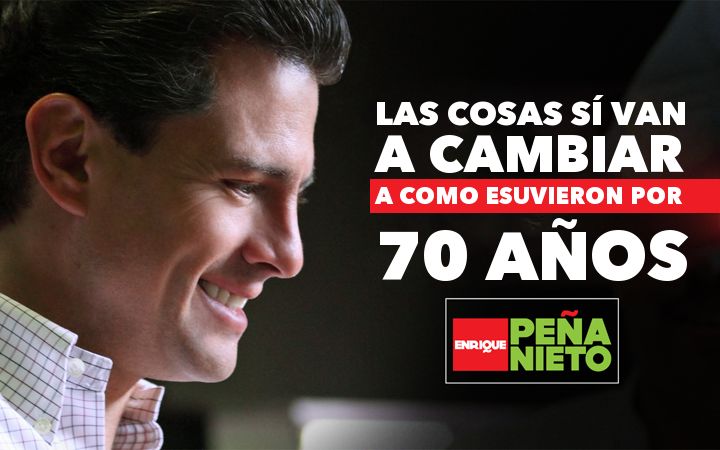 LAS COSAS SÍ VAN
A CAMBIAR
A COMO ESUVIERON POR
70 AÑOS
ENRIQUE
PEÑA
NIETO